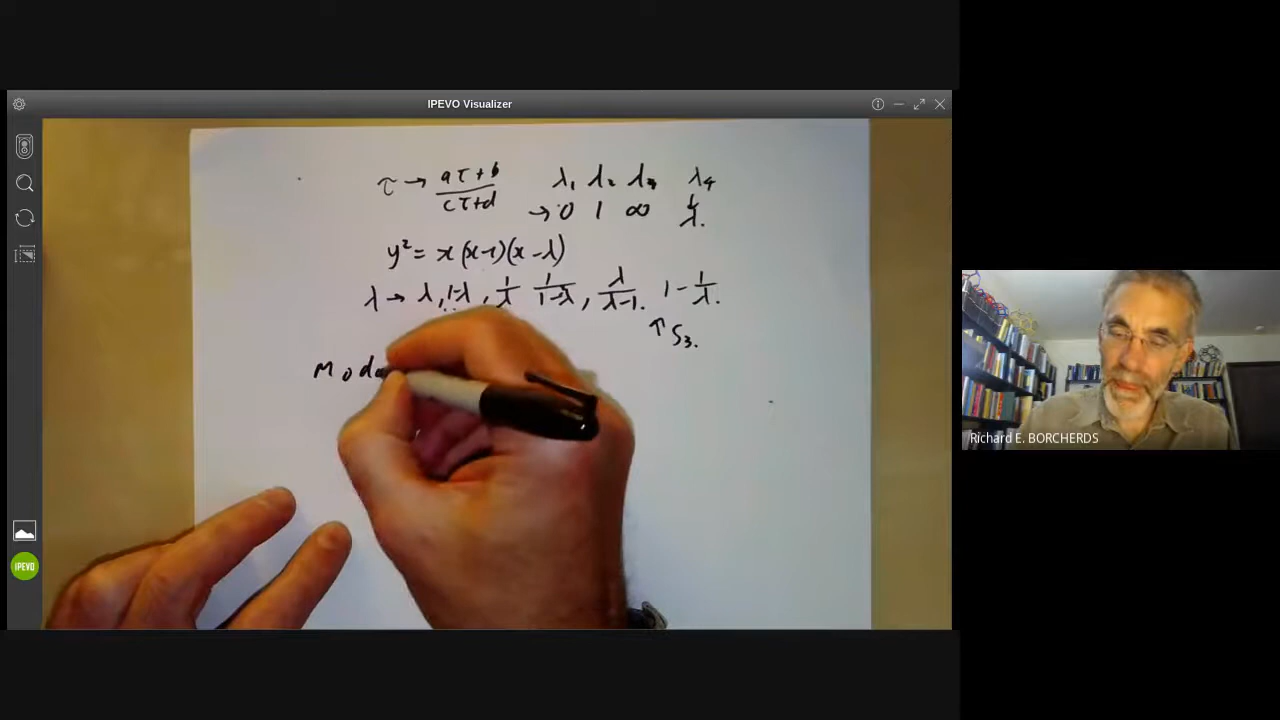 IPEVO Visualizer
τ → aτ+b/cτ+d λ₁ λ₂ λ₃ λ₄
→ 0 1 ∞ λ.
y² = x(x-1)(x-λ)
λ → λ, 1-λ, 1/λ 1/1-λ, λ/λ-1. 1-1/λ.
↑ S₃.
Mod
IPEVO
Richard E. BORCHERDS